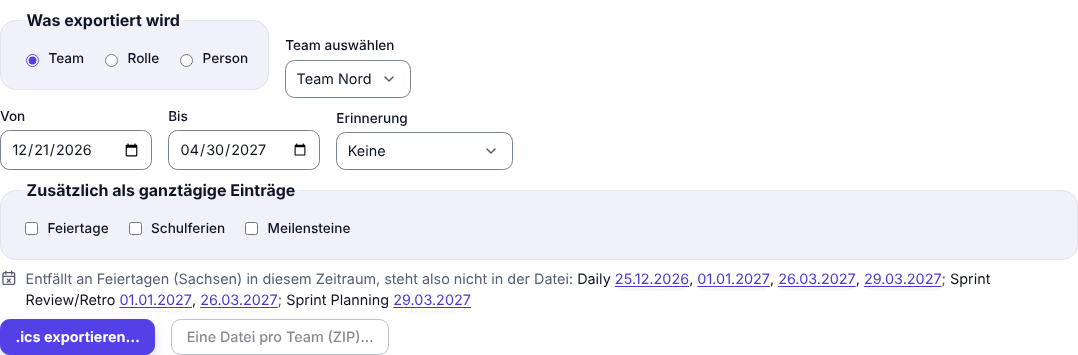 Was exportiert wird
Team Rolle Person
Team auswählen
Team Nord
Von
12/21/2026
Bis
04/30/2027
Erinnerung
Keine
Zusätzlich als ganztägige Einträge
Feiertage Schulferien Meilensteine
Entfällt an Feiertagen (Sachsen) in diesem Zeitraum, steht also nicht in der Datei: Daily 25.12.2026, 01.01.2027, 26.03.2027, 29.03.2027; Sprint
Review/Retro 01.01.2027, 26.03.2027; Sprint Planning 29.03.2027
.ics exportieren...
Eine Datei pro Team (ZIP)...